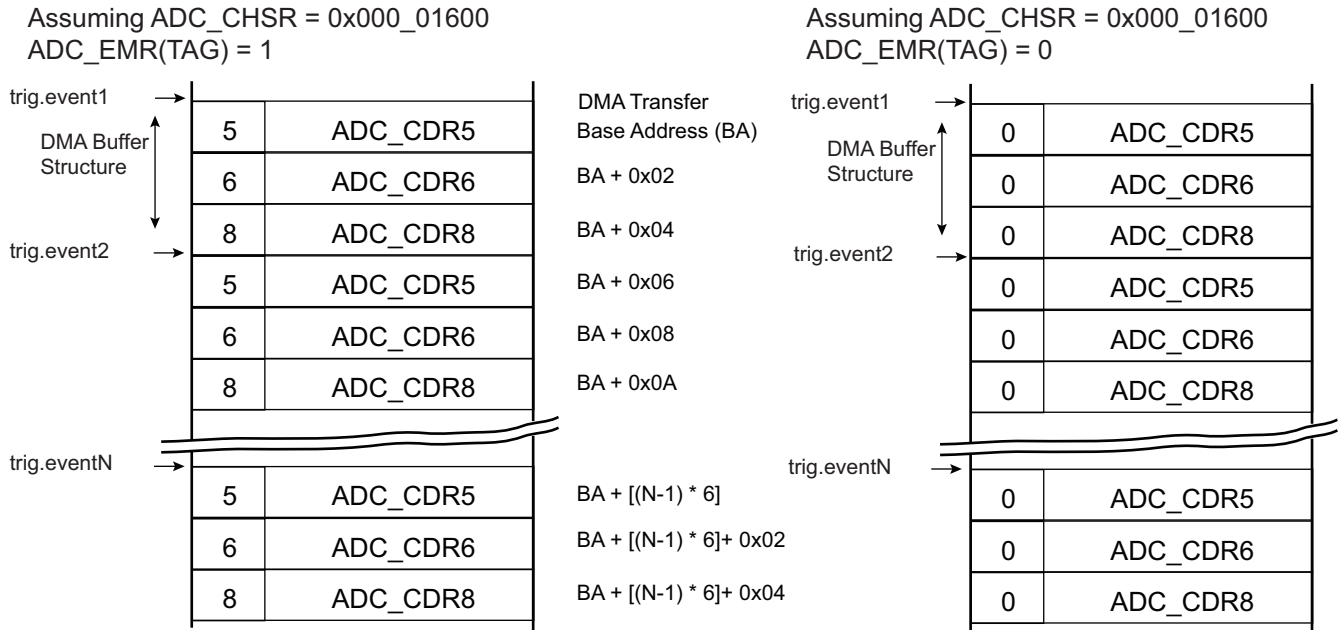 Assuming ADC_CHSR = 0x000_01600
ADC_EMR(TAG) = 1
trig.event1
DMA Buffer
Structure
trig.event2
trig.eventN
5 ADC_CDR5
6 ADC_CDR6
8 ADC_CDR8
5 ADC_CDR5
6 ADC_CDR6
8 ADC_CDR8
5 ADC_CDR5
6 ADC_CDR6
8 ADC_CDR8
DMA Transfer
Base Address (BA)
BA + 0x02
BA + 0x04
BA + 0x06
BA + 0x08
BA + 0x0A
BA + [(N-1) * 6]
BA + [(N-1) * 6]+ 0x02
BA + [(N-1) * 6]+ 0x04
Assuming ADC_CHSR = 0x000_01600
ADC_EMR(TAG) = 0
trig.event1
DMA Buffer
Structure
trig.event2
trig.eventN
0 ADC_CDR5
0 ADC_CDR6
0 ADC_CDR8
0 ADC_CDR5
0 ADC_CDR6
0 ADC_CDR8
0 ADC_CDR5
0 ADC_CDR6
0 ADC_CDR8